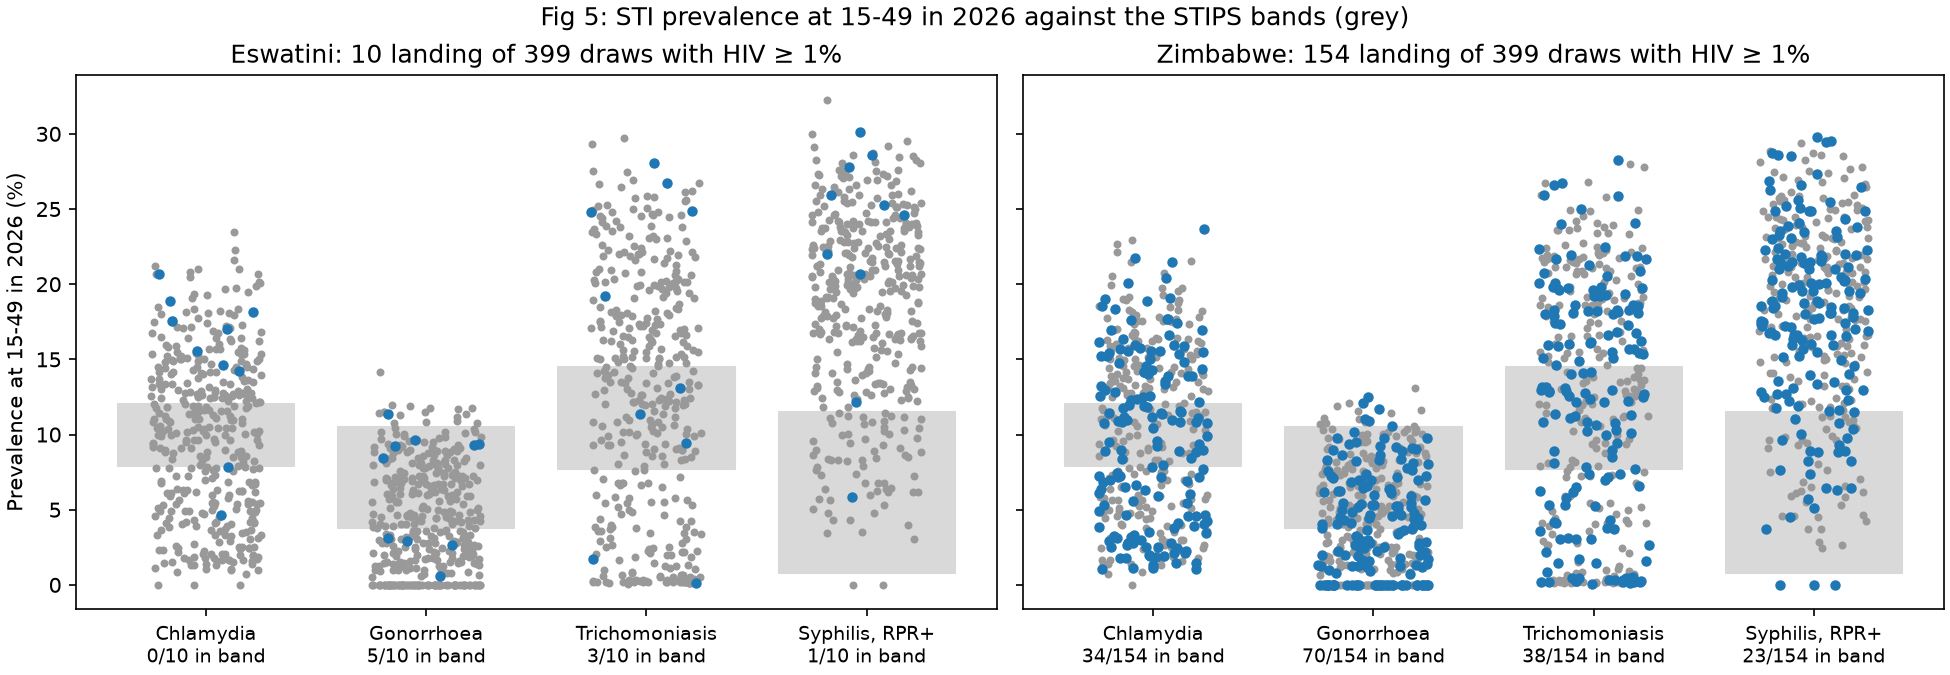 Fig 5: STI prevalence at 15-49 in 2026 against the STIPS bands (grey)
Eswatini: 10 landing of 399 draws with HIV ≥ 1%
Zimbabwe: 154 landing of 399 draws with HIV ≥ 1%
Prevalence at 15-49 in 2026 (%)
30
25
20
15
10
5
0
Chlamydia
0/10 in band
Gonorrhoea
5/10 in band
Trichomoniasis
3/10 in band
Syphilis, RPR+
1/10 in band
Chlamydia
34/154 in band
Gonorrhoea
70/154 in band
Trichomoniasis
38/154 in band
Syphilis, RPR+
23/154 in band